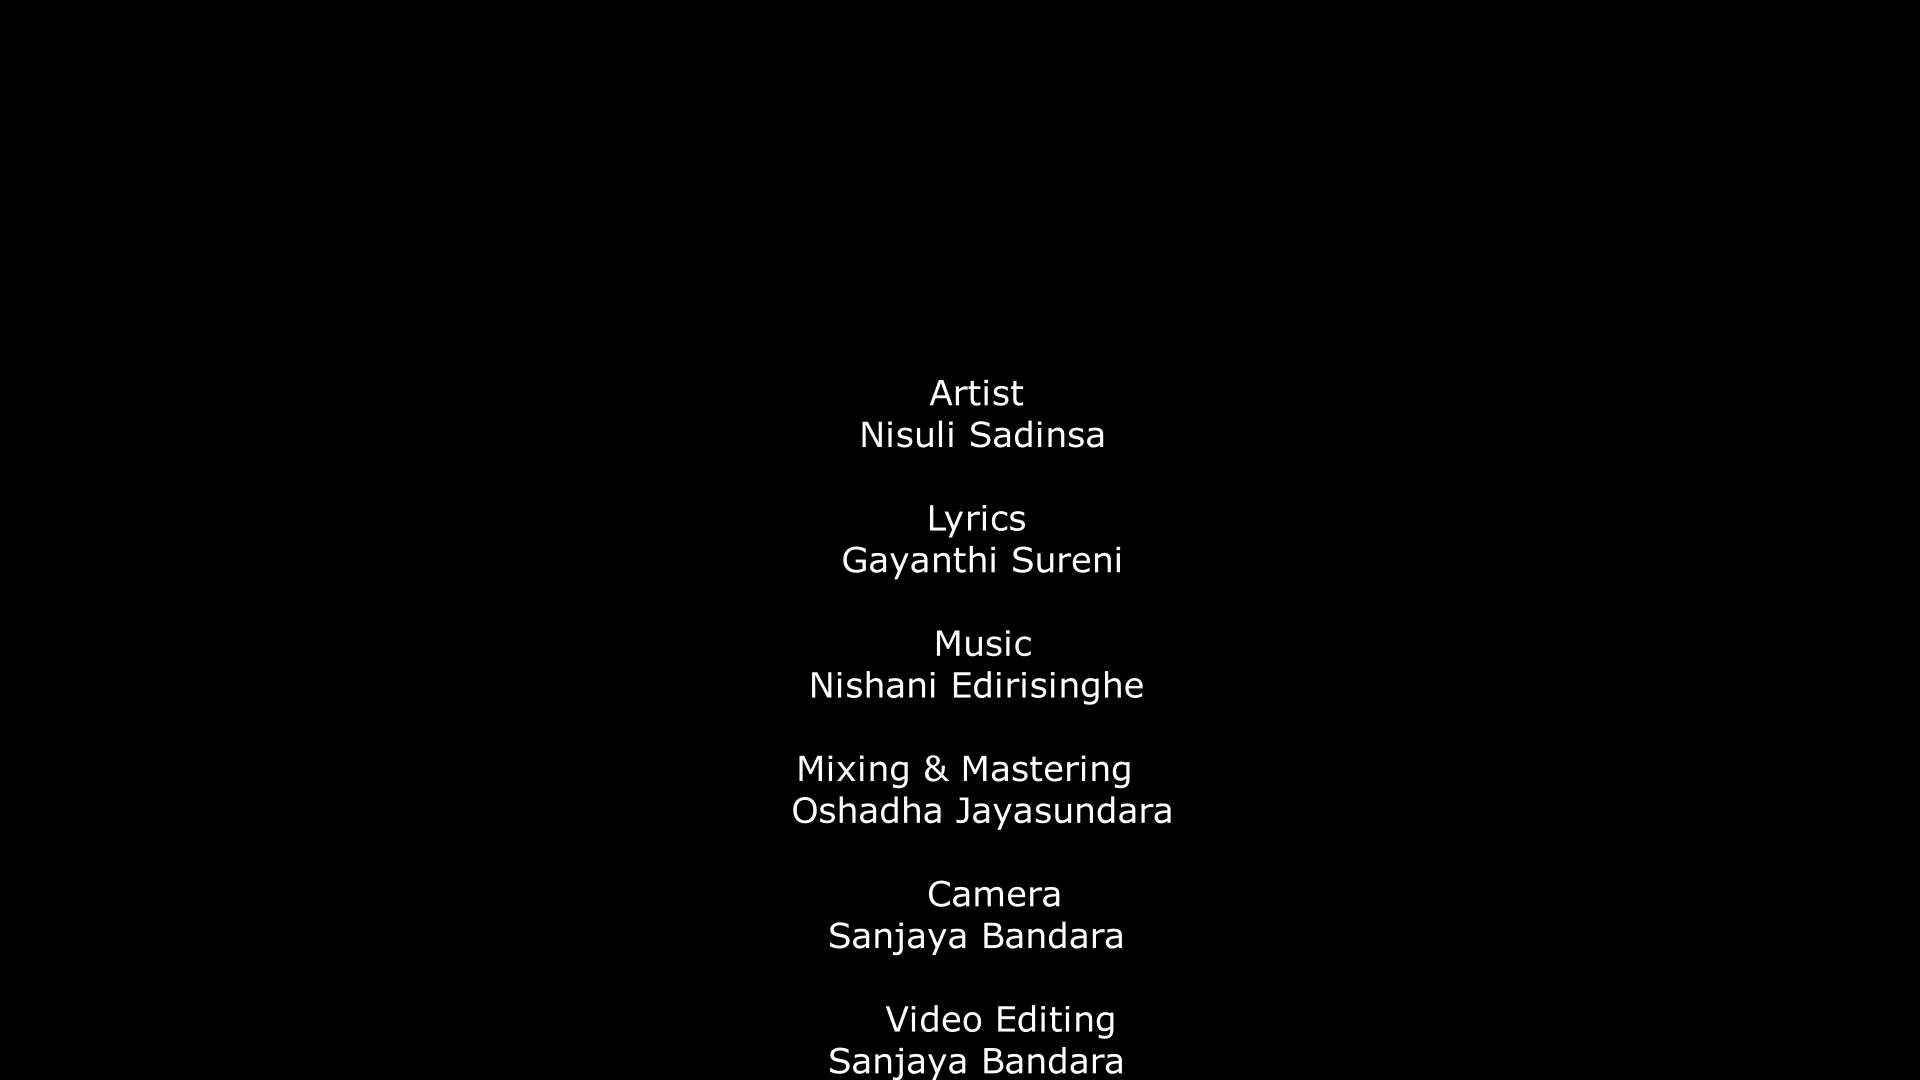 Artist
Nisuli Sadinsa
Lyrics
Gayanthi Sureni
Music
Nishani Edirisinghe
Mixing & Mastering
Oshadha Jayasundara
Camera
Sanjaya Bandara
Video Editing
Sanjaya Bandara